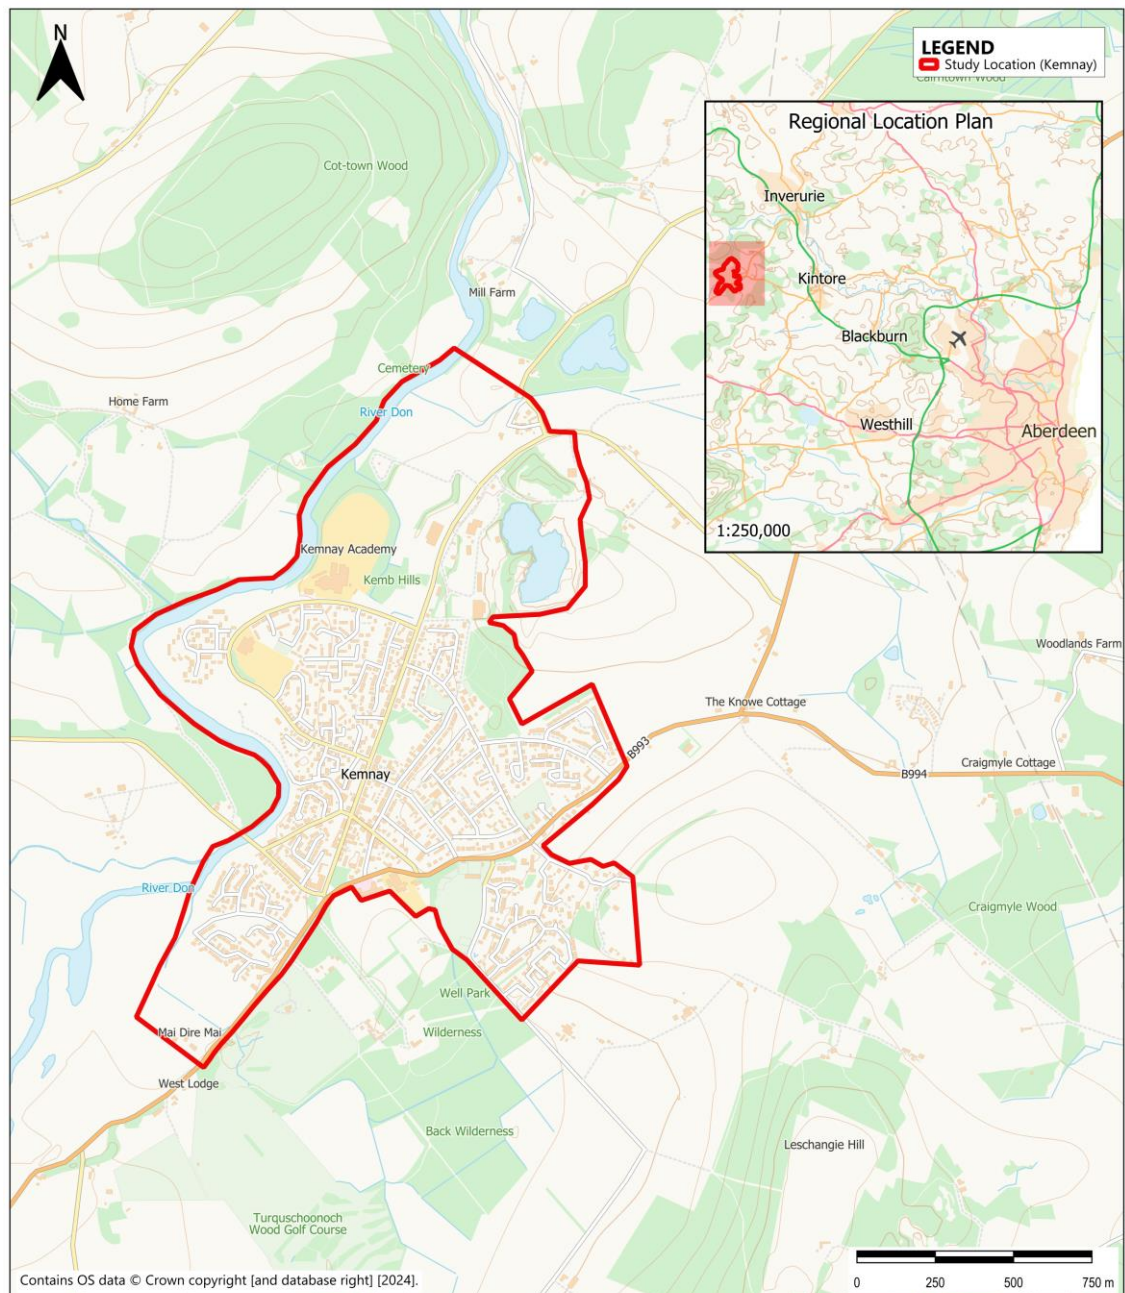 N
LEGEND
Study Location (Kemnay)
Cairntown Wood
Regional Location Plan
Inverurie
Kintore
Blackburn
Westhill
Aberdeen
1:250,000
Cot-town Wood
Mill Farm
Cemetery
Home Farm
River Don
Kemnay Academy
Kemb Hills
Woodlands Farm
The Knowe Cottage
B993
Craigmyle Cottage
B994
Kemnay
River Don
Craigmyle Wood
Well Park
Mai Dire Mai
Wilderness
West Lodge
Back Wilderness
Leschangie Hill
Turquschoonoch
Wood Golf Course
Contains OS data © Crown copyright [and database right] [2024].
0 250 500 750 m